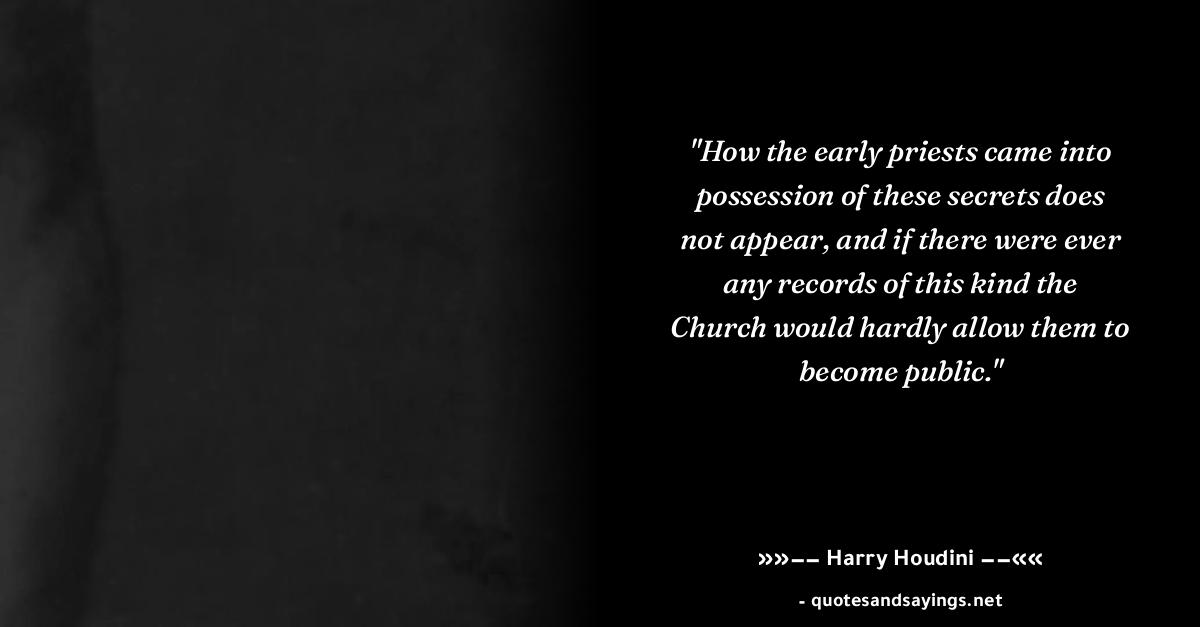 "How the early priests came into
possession of these secrets does
not appear, and if there were ever
any records of this kind the
Church would hardly allow them to
become public."
»»−− Harry Houdini −−««
- quotesandsayings.net